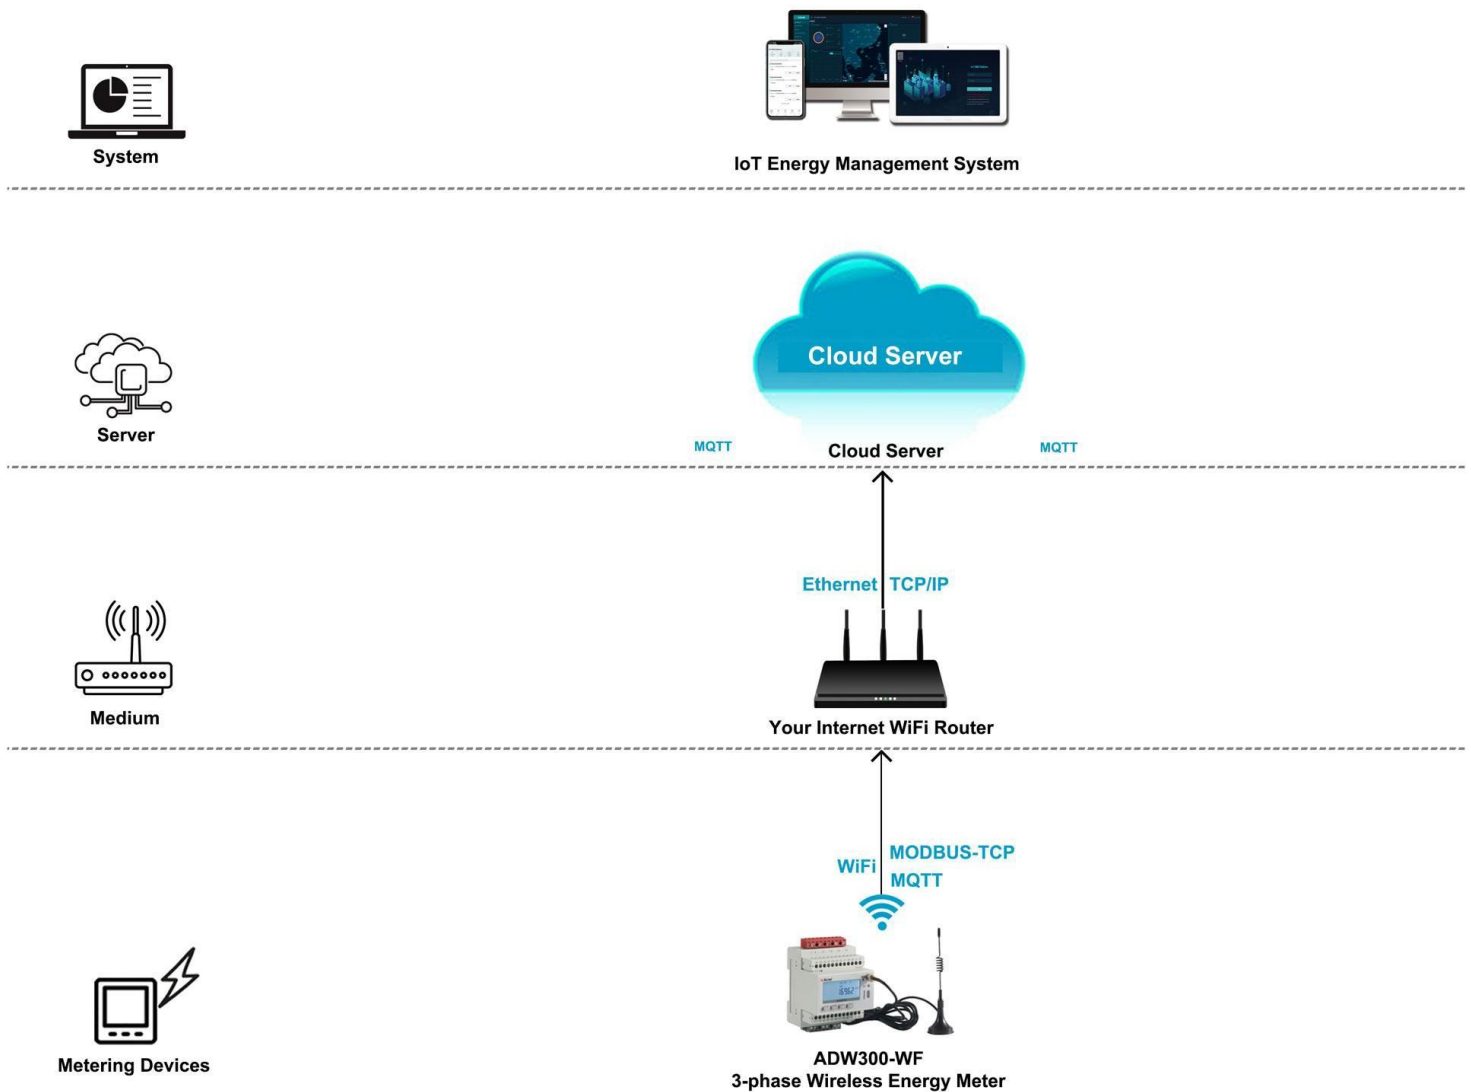 System
IoT Energy Management System
Cloud Server
Server
MQTT
Cloud Server
MQTT
Ethernet TCP/IP
Medium
Your Internet WiFi Router
WiFi
MODBUS-TCP
MQTT
Metering Devices
ADW300-WF
3-phase Wireless Energy Meter